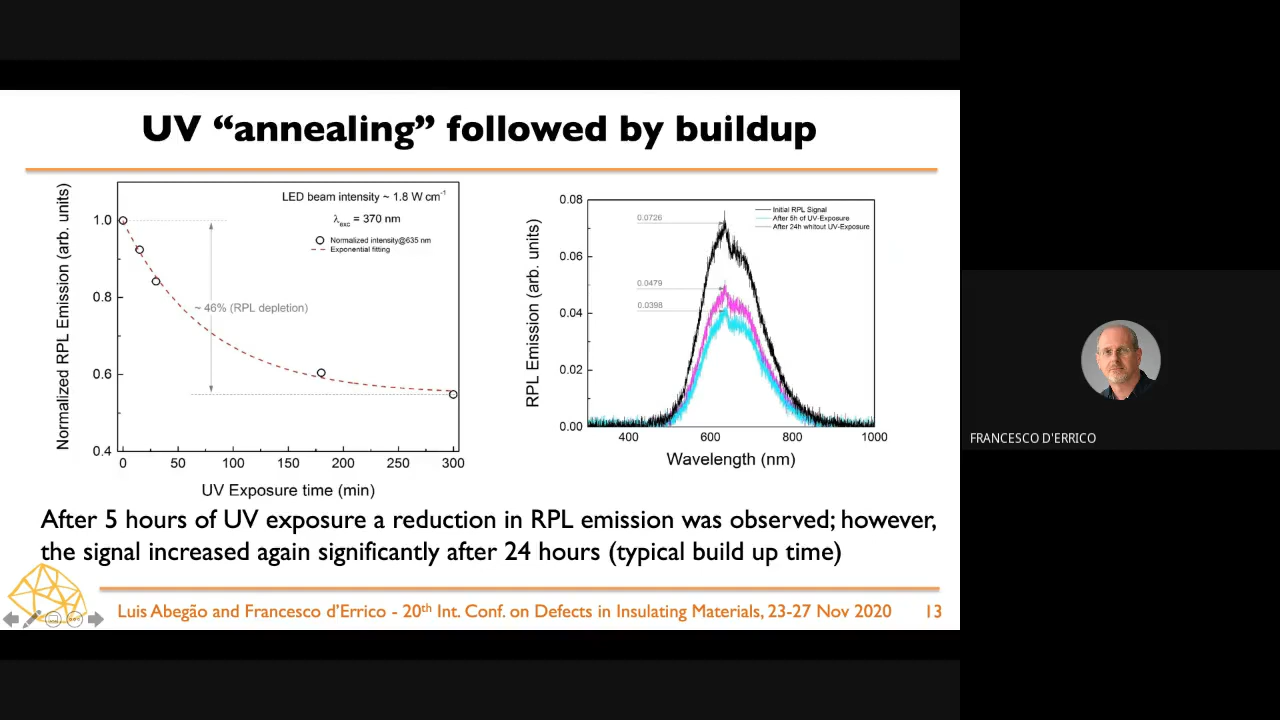 UV “annealing” followed by buildup
Normalized RPL Emission (arb. units)
1.0
0.8
0.6
0.4
0 50 100 150 200 250 300
UV Exposure time (min)
LED beam intensity ~ 1.8 W cm-1
λexc = 370 nm
Normalized intensity@635 nm
Exponential fitting
~ 46% (RPL depletion)
RPL Emission (arb. units)
0.08
0.06
0.04
0.02
0.00
400 600 800 1000
Wavelength (nm)
0.0726
0.0479
0.0398
Initial RPL Signal
After 5h of UV-Exposure
After 24h whitout UV-Exposure
After 5 hours of UV exposure a reduction in RPL emission was observed; however,
the signal increased again significantly after 24 hours (typical build up time)
Luis Abegão and Francesco d’Errico - 20th Int. Conf. on Defects in Insulating Materials, 23-27 Nov 2020 13
FRANCESCO D'ERRICO